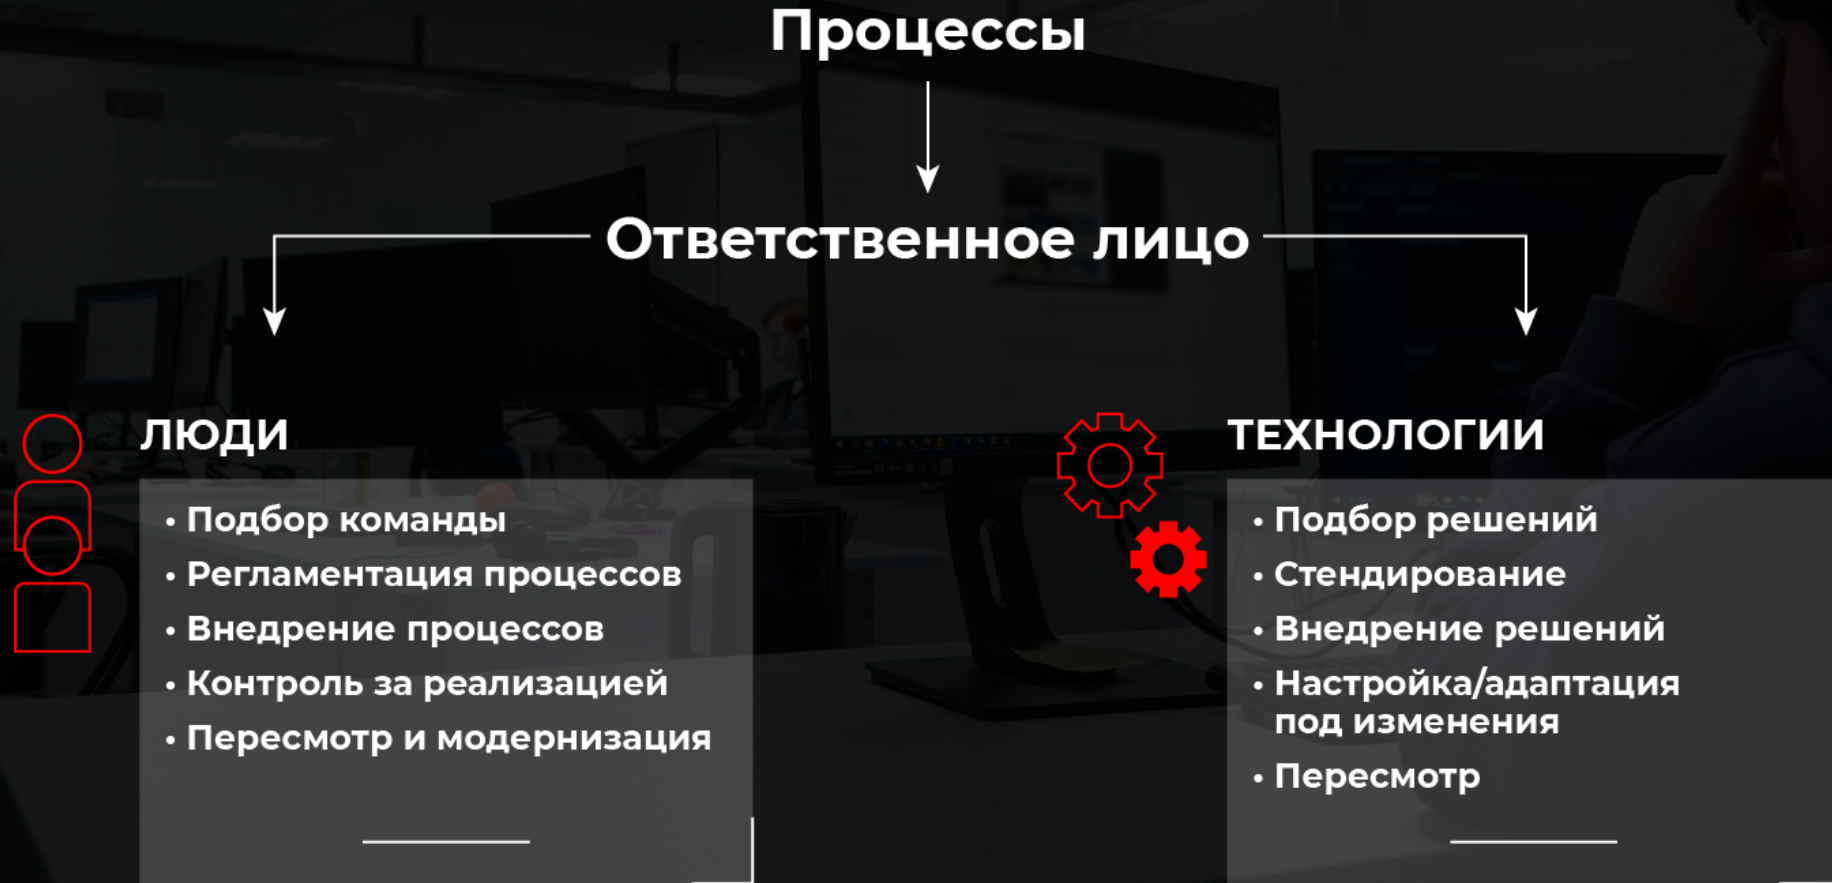 Процессы
Ответственное лицо
ЛЮДИ
• Подбор команды
• Регламентация процессов
• Внедрение процессов
• Контроль за реализацией
• Пересмотр и модернизация
ТЕХНОЛОГИИ
• Подбор решений
• Стендирование
• Внедрение решений
• Настройка/адаптация
под изменения
• Пересмотр